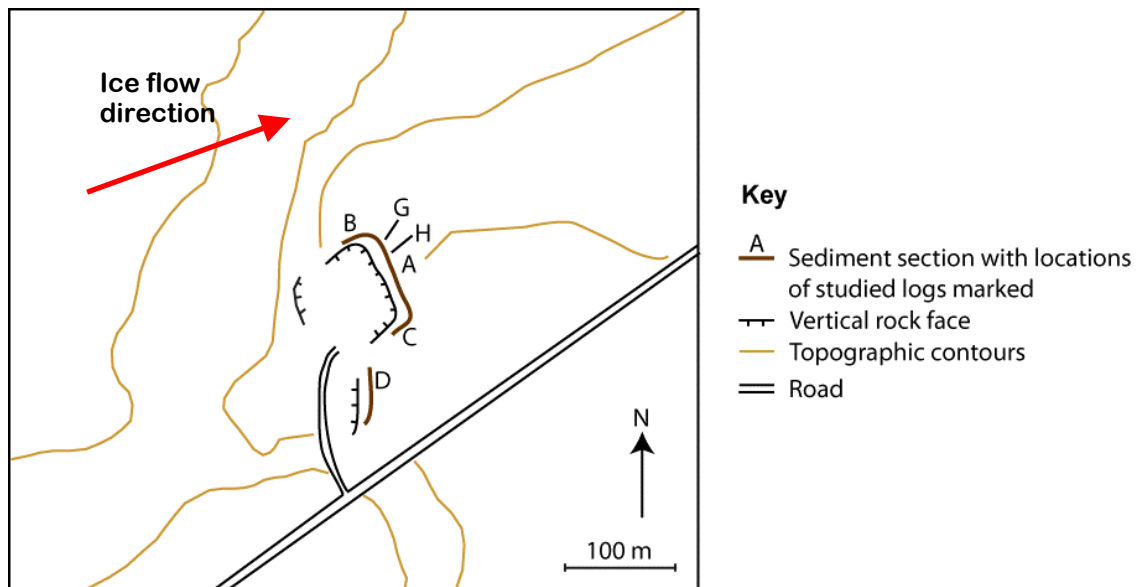 Ice flow
direction
G
B
H
A
C
D
N
100 m
Key
A
Sediment section with locations
of studied logs marked
Vertical rock face
Topographic contours
Road